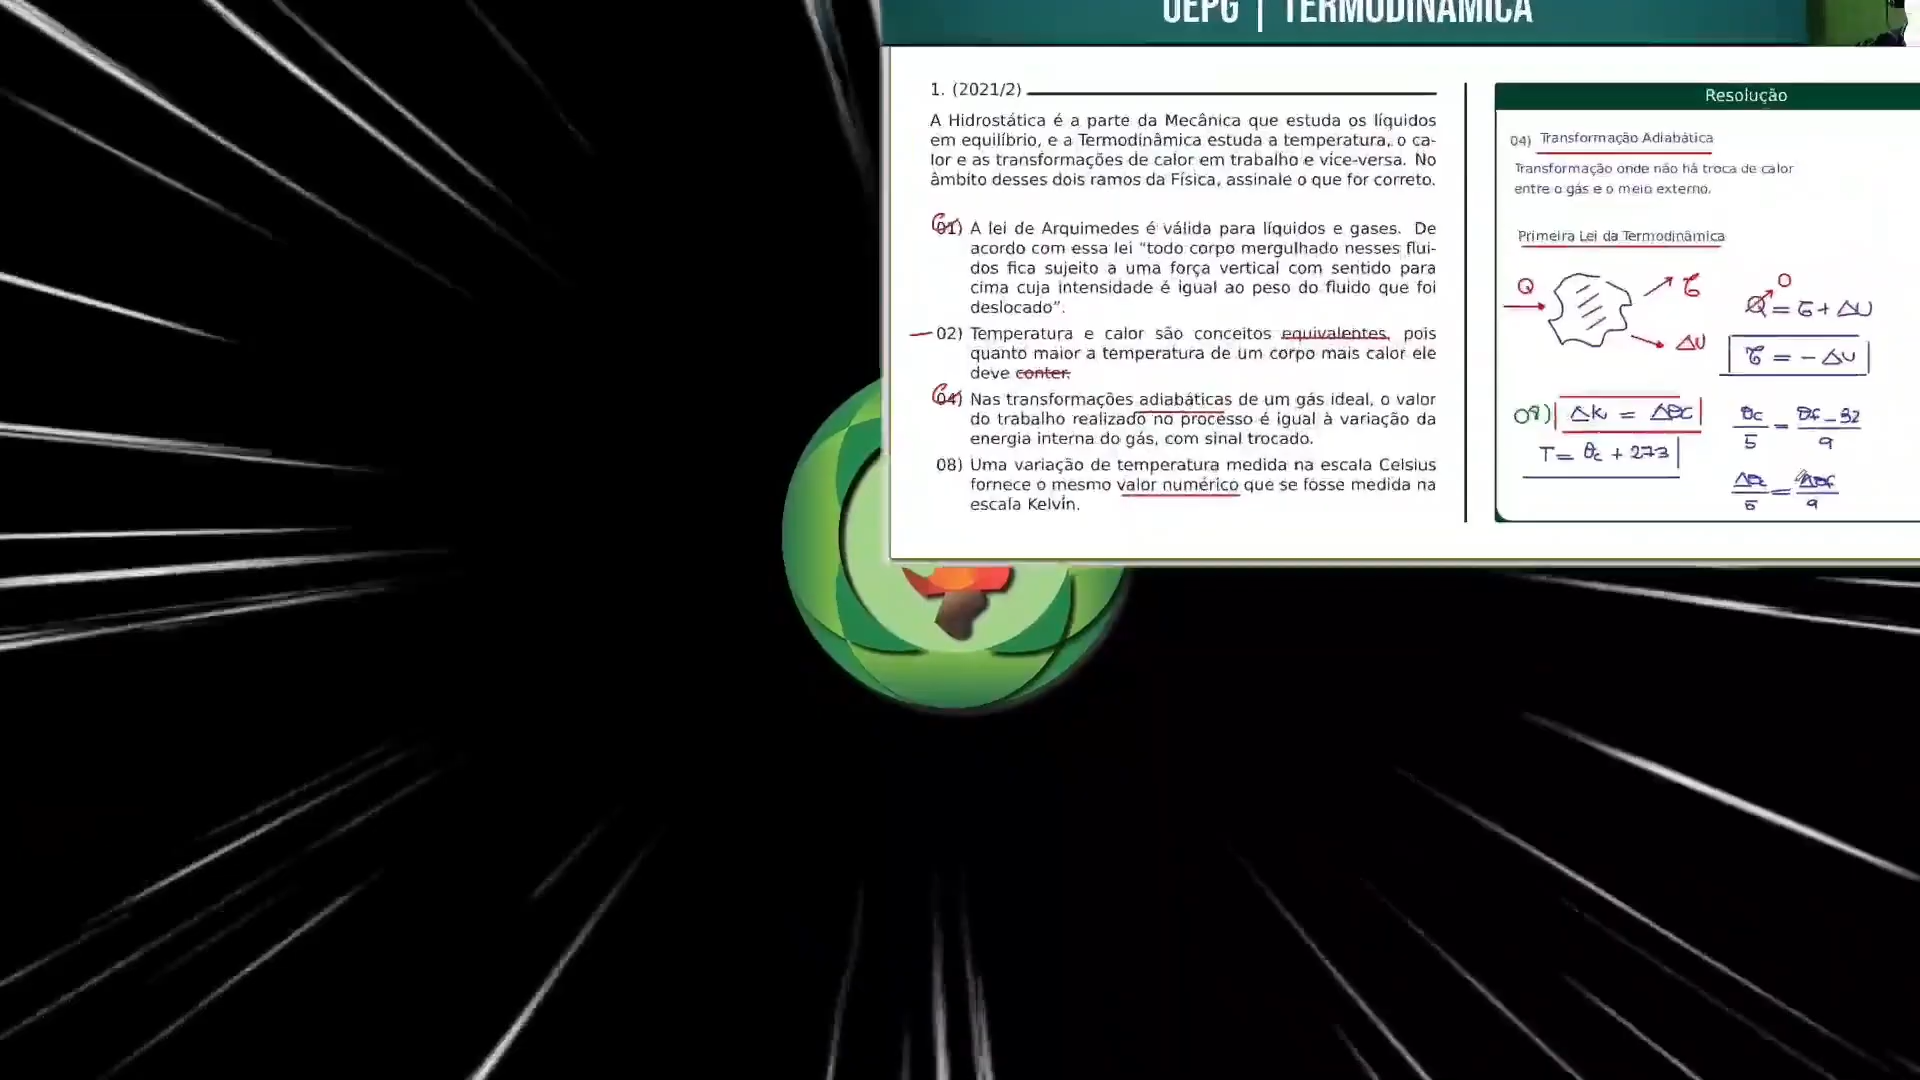 UEPG | TERMODINÂMICA
1. (2021/2)
A Hidrostática é a parte da Mecânica que estuda os líquidos
em equilíbrio, e a Termodinâmica estuda a temperatura, o ca-
lor e as transformações de calor em trabalho e vice-versa. No
âmbito desses dois ramos da Física, assinale o que for correto.
01) A lei de Arquimedes é válida para líquidos e gases. De
acordo com essa lei “todo corpo mergulhado nesses flui-
dos fica sujeito a uma força vertical com sentido para
cima cuja intensidade é igual ao peso do fluido que foi
deslocado”.
02) Temperatura e calor são conceitos equivalentes, pois
quanto maior a temperatura de um corpo mais calor ele
deve conter.
04) Nas transformações adiabáticas de um gás ideal, o valor
do trabalho realizado no processo é igual à variação da
energia interna do gás, com sinal trocado.
08) Uma variação de temperatura medida na escala Celsius
fornece o mesmo valor numérico que se fosse medida na
escala Kelvin.
Resolução
04) Transformação Adiabática
Transformação onde não há troca de calor
entre o gás e o meio externo.
Primeira Lei da Termodinâmica
Q
τ
ΔU
0
Q = τ + ΔU
τ = - ΔU
08) ΔK = Δθc
T = θc + 273
θc/5 = θf - 32/9
Δθc/5 = Δθf/9